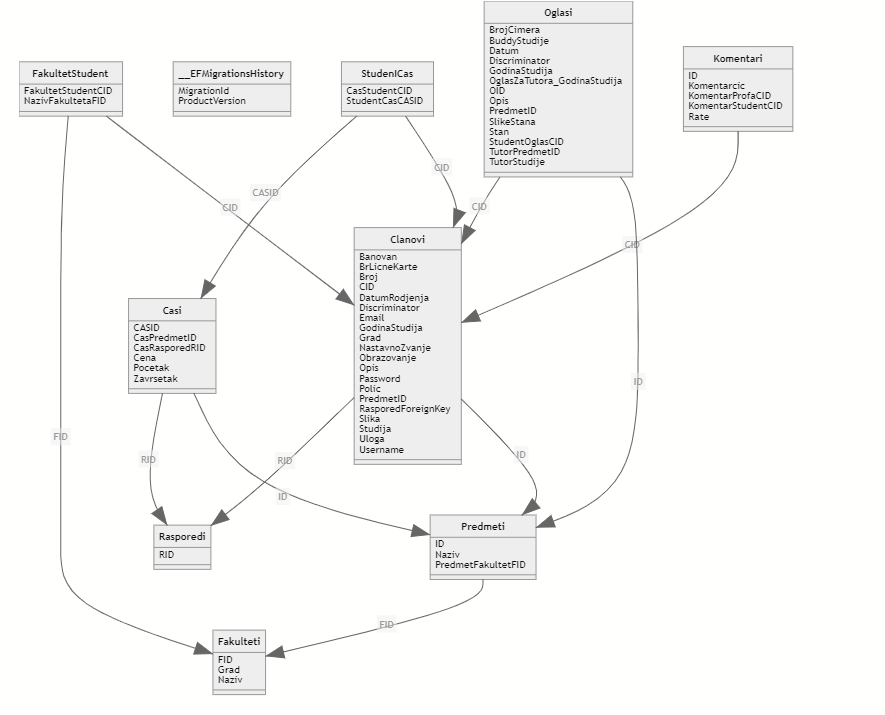 FakultetStudent
FakultetStudentCID
NazivFakultetaFID
__EFMigrationsHistory
MigrationId
ProductVersion
StudenICas
CasStudentCID
StudentCasCASID
Oglasi
BrojCimera
BuddyStudije
Datum
Discriminator
GodinaStudija
OglasZaTutora_GodinaStudija
OID
Opis
PredmetID
SlikeStana
Stan
StudentOglasCID
TutorPredmetID
TutorStudije
Komentari
ID
Komentarcic
KomentarProfaCID
KomentarStudentCID
Rate
CID
CASID
CID
CID
CID
Clanovi
Banovan
BrLicneKarte
Broj
CID
DatumRodjenja
Discriminator
Email
GodinaStudija
Grad
NastavnoZvanje
Obrazovanje
Opis
Password
Polic
PredmetID
RasporedForeignKey
Slika
Studija
Uloga
Username
Casi
CASID
CasPredmetID
CasRasporedRID
Cena
Pocetak
Zavrsetak
ID
FID
RID
RID
ID
ID
Rasporedi
RID
Predmeti
ID
Naziv
PredmetFakultetFID
FID
Fakulteti
FID
Grad
Naziv